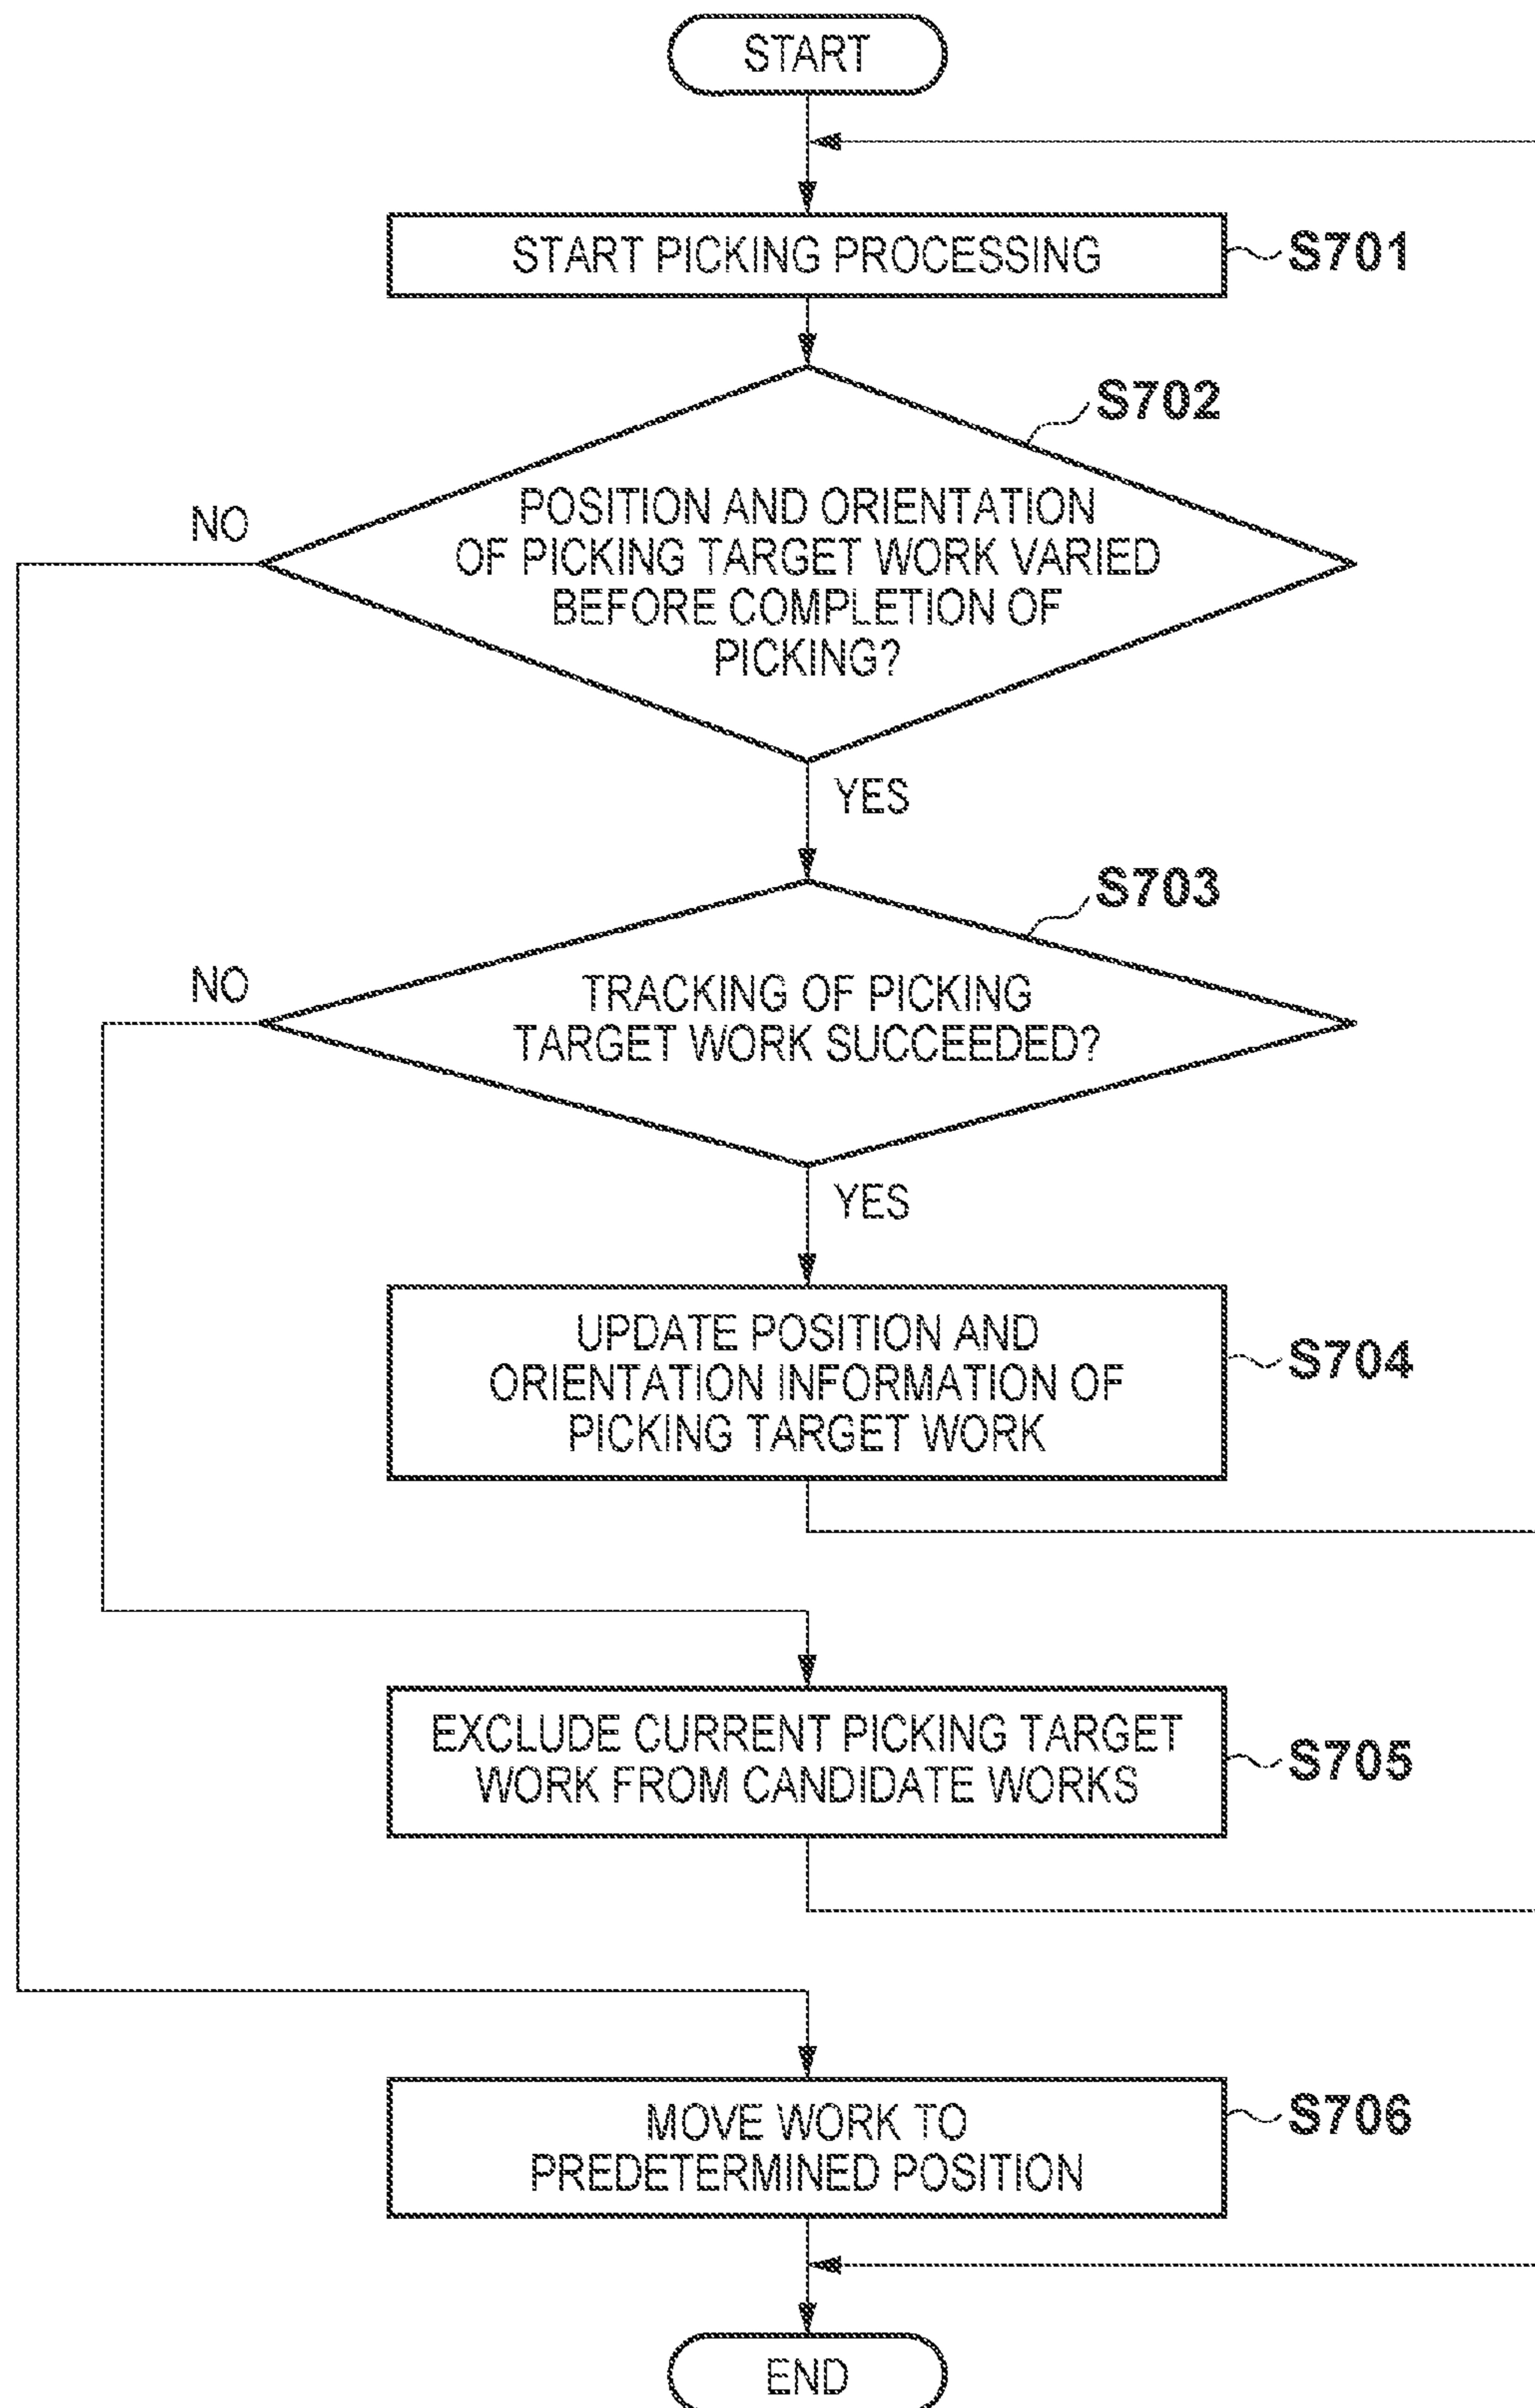 START
START PICKING PROCESSING
S701
S702
POSITION AND ORIENTATION
OF PICKING TARGET WORK VARIED
BEFORE COMPLETION OF
PICKING?
NO
YES
S703
TRACKING OF PICKING
TARGET WORK SUCCEEDED?
NO
YES
UPDATE POSITION AND
ORIENTATION INFORMATION OF
PICKING TARGET WORK
S704
EXCLUDE CURRENT PICKING TARGET
WORK FROM CANDIDATE WORKS
S705
MOVE WORK TO
PREDETERMINED POSITION
S706
END